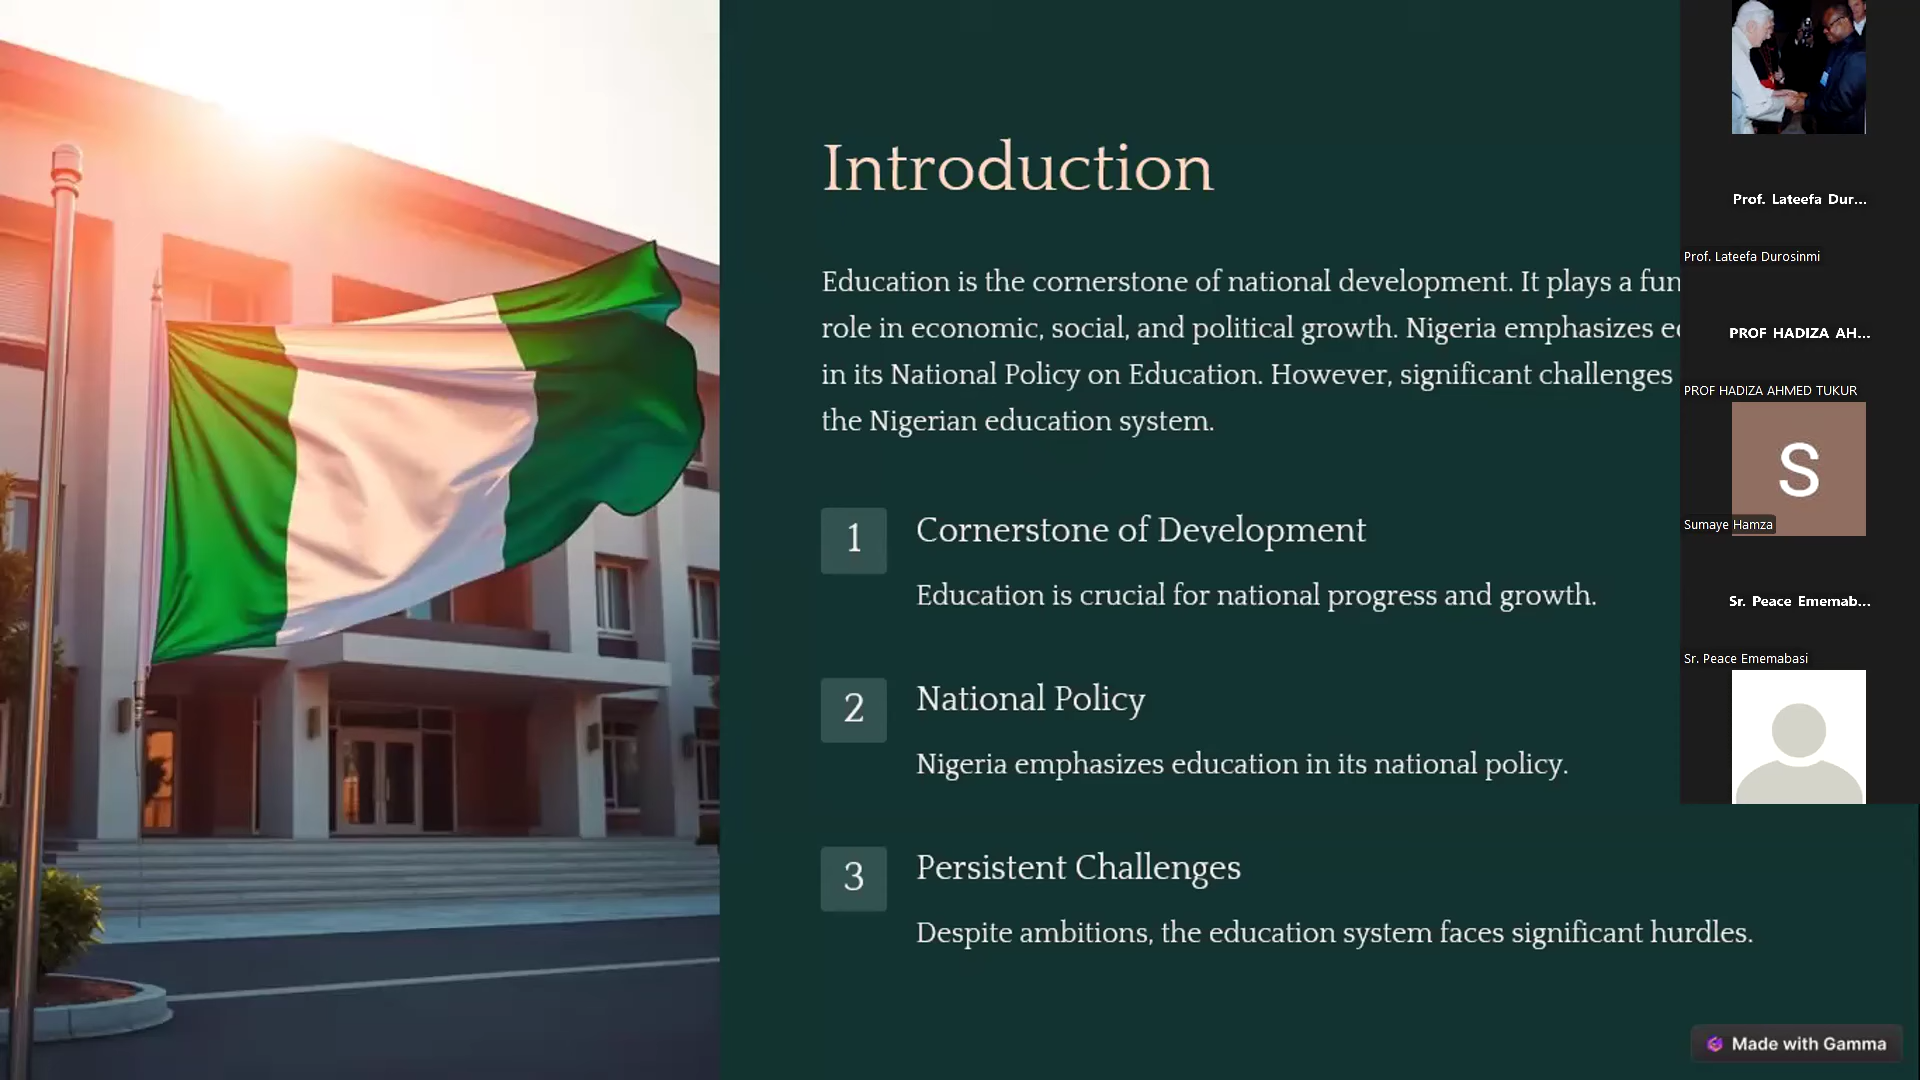 Introduction
Education is the cornerstone of national development. It plays a
role in economic, social, and political growth. Nigeria emphasizes
in its National Policy on Education. However, significant challenges
the Nigerian education system.
1
Cornerstone of Development
Education is crucial for national progress and growth.
2
National Policy
Nigeria emphasizes education in its national policy.
3
Persistent Challenges
Despite ambitions, the education system faces significant hurdles.
Prof. Lateefa Dur...
Prof. Lateefa Durosinmi
PROF HADIZA AH...
PROF HADIZA AHMED TUKUR
S
Sumaye Hamza
Sr. Peace Ememab...
Sr. Peace Ememabasi
Made with Gamma